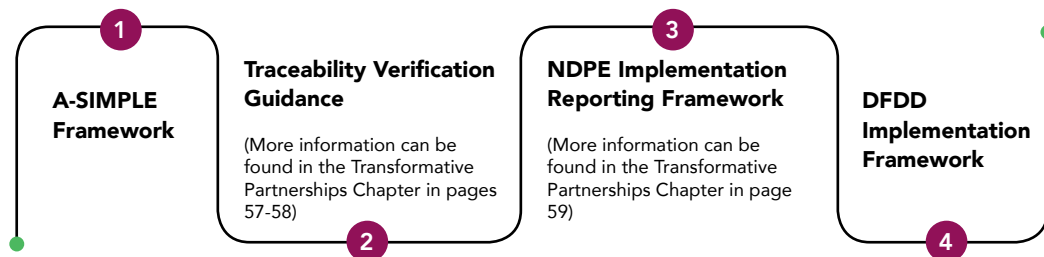 1
A-SIMPLE
Framework
Traceability Verification
Guidance
(More information can be
found in the Transformative
Partnerships Chapter in pages
57-58)
2
3
NDPE Implementation
Reporting Framework
(More information can be
found in the Transformative
Partnerships Chapter in page
59)
DFDD
Implementation
Framework
4